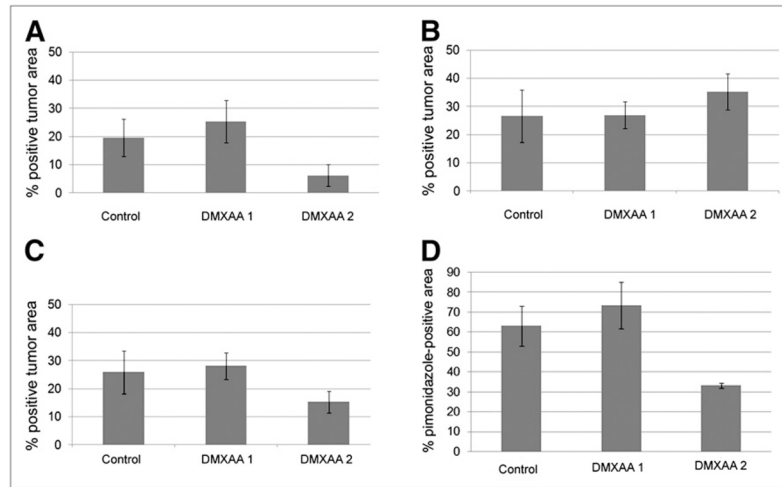 A
% positive tumor area
50
40
30
20
10
0
Control DMXAA 1 DMXAA 2
B
% positive tumor area
50
40
30
20
10
0
Control DMXAA 1 DMXAA 2
C
% positive tumor area
50
40
30
20
10
0
Control DMXAA 1 DMXAA 2
D
% pimonidazole-positive area
90
80
70
60
50
40
30
20
10
0
Control DMXAA 1 DMXAA 2